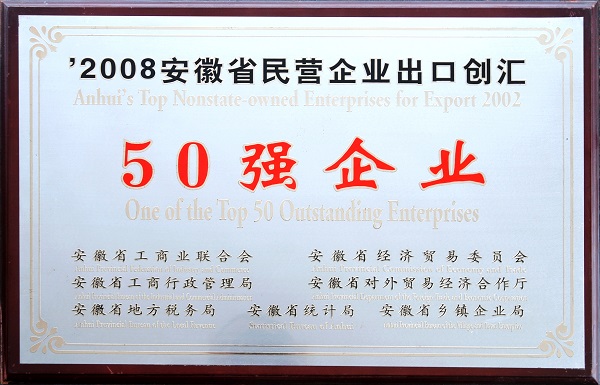 '2008安徽省民营企业出口创汇
Anhui's Top Nonstate-owned Enterprises for Export 2002
50强企业
One of the Top 50 Outstanding Enterprises
安徽省工商业联合会 安徽省经济贸易委员会
安徽省工商行政管理局 安徽省对外贸易经济合作厅
安徽省地方税务局 安徽省统计局 安徽省乡镇企业局